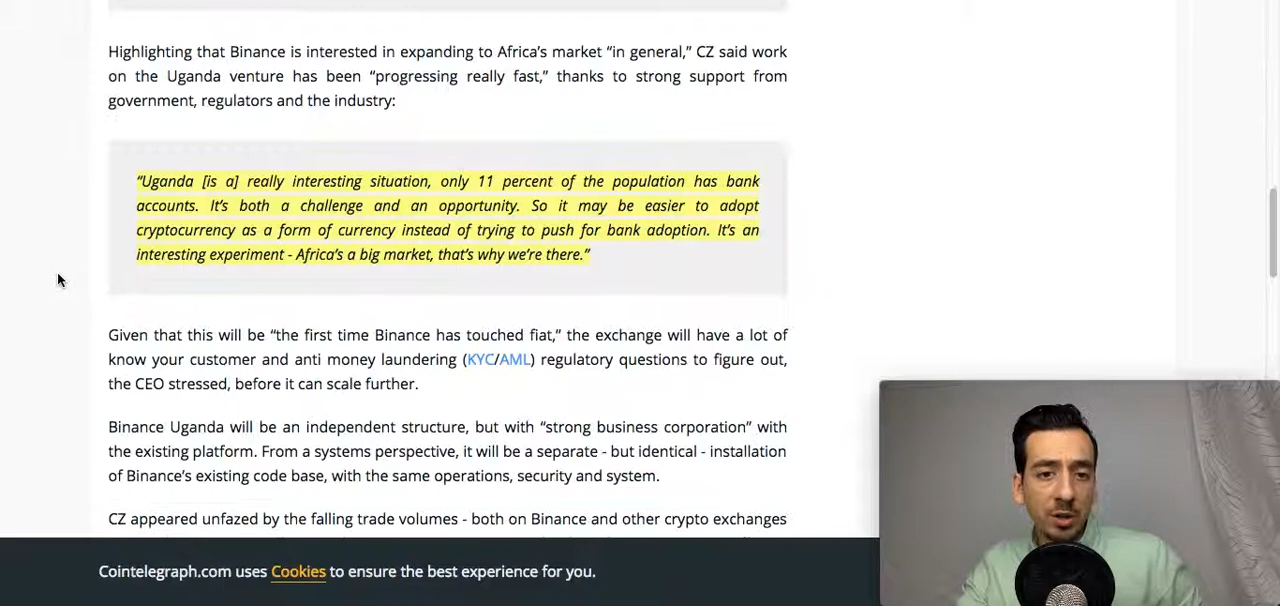 Highlighting that Binance is interested in expanding to Africa’s market “in general,” CZ said work
on the Uganda venture has been “progressing really fast,” thanks to strong support from
government, regulators and the industry:
“Uganda [is a] really interesting situation, only 11 percent of the population has bank
accounts. It’s both a challenge and an opportunity. So it may be easier to adopt
cryptocurrency as a form of currency instead of trying to push for bank adoption. It’s an
interesting experiment - Africa’s a big market, that’s why we’re there.”
Given that this will be “the first time Binance has touched fiat,” the exchange will have a lot of
know your customer and anti money laundering (KYC/AML) regulatory questions to figure out,
the CEO stressed, before it can scale further.
Binance Uganda will be an independent structure, but with “strong business corporation” with
the existing platform. From a systems perspective, it will be a separate - but identical - installation
of Binance’s existing code base, with the same operations, security and system.
CZ appeared unfazed by the falling trade volumes - both on Binance and other crypto exchanges
Cointelegraph.com uses Cookies to ensure the best experience for you.